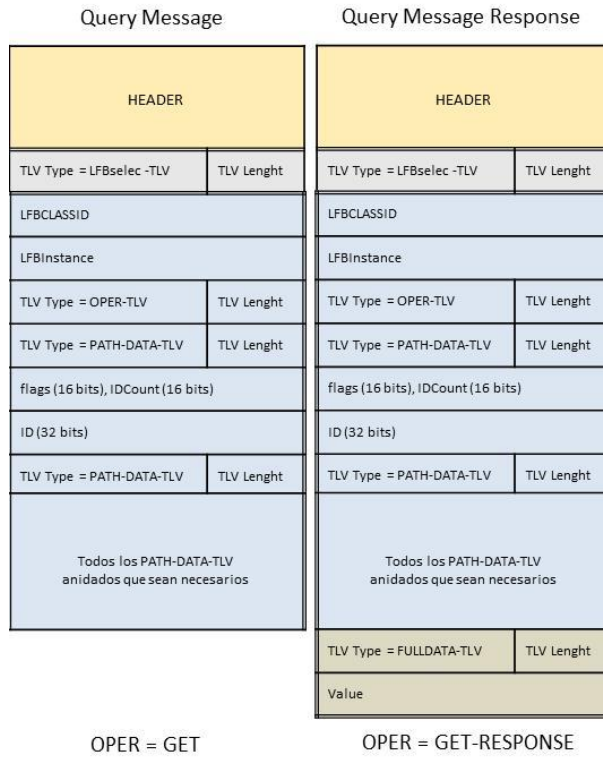 Query Message
HEADER
TLV Type = LFBselec -TLV
TLV Lenght
LFBCLASSID
LFBInstance
TLV Type = OPER-TLV
TLV Lenght
TLV Type = PATH-DATA-TLV
TLV Lenght
flags (16 bits), IDCount (16 bits)
ID (32 bits)
TLV Type = PATH-DATA-TLV
TLV Lenght
Todos los PATH-DATA-TLV
anidados que sean necesarios
OPER = GET
Query Message Response
HEADER
TLV Type = LFBselec -TLV
TLV Lenght
LFBCLASSID
LFBInstance
TLV Type = OPER-TLV
TLV Lenght
TLV Type = PATH-DATA-TLV
TLV Lenght
flags (16 bits), IDCount (16 bits)
ID (32 bits)
TLV Type = PATH-DATA-TLV
TLV Lenght
Todos los PATH-DATA-TLV
anidados que sean necesarios
TLV Type = FULLDATA-TLV
TLV Lenght
Value
OPER = GET-RESPONSE